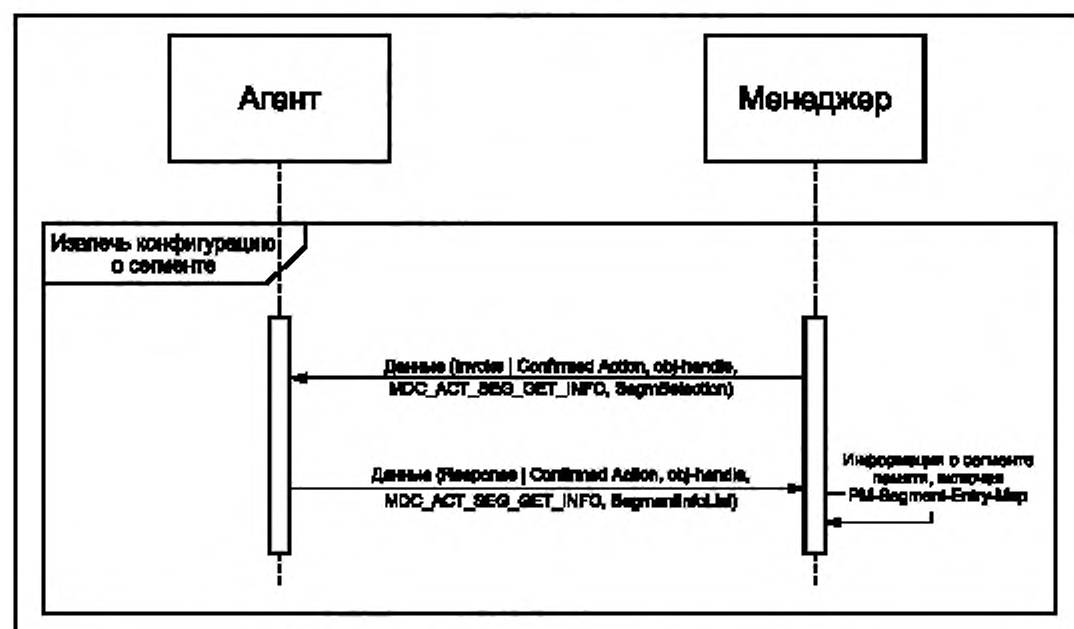 Агент
Менеджер
Извлечь конфигурацию
о сегменте
Данные (Invoke | Confirmed Action, obj-handle,
MDC_ACT_SEG_GET_INFO, SegmSelection)
Данные (Response | Confirmed Action, obj-handle,
MDC_ACT_SEG_GET_INFO, SegmentInfoList)
Информация о сегменте
памяти, включая
PM-Segment-Entry-Map